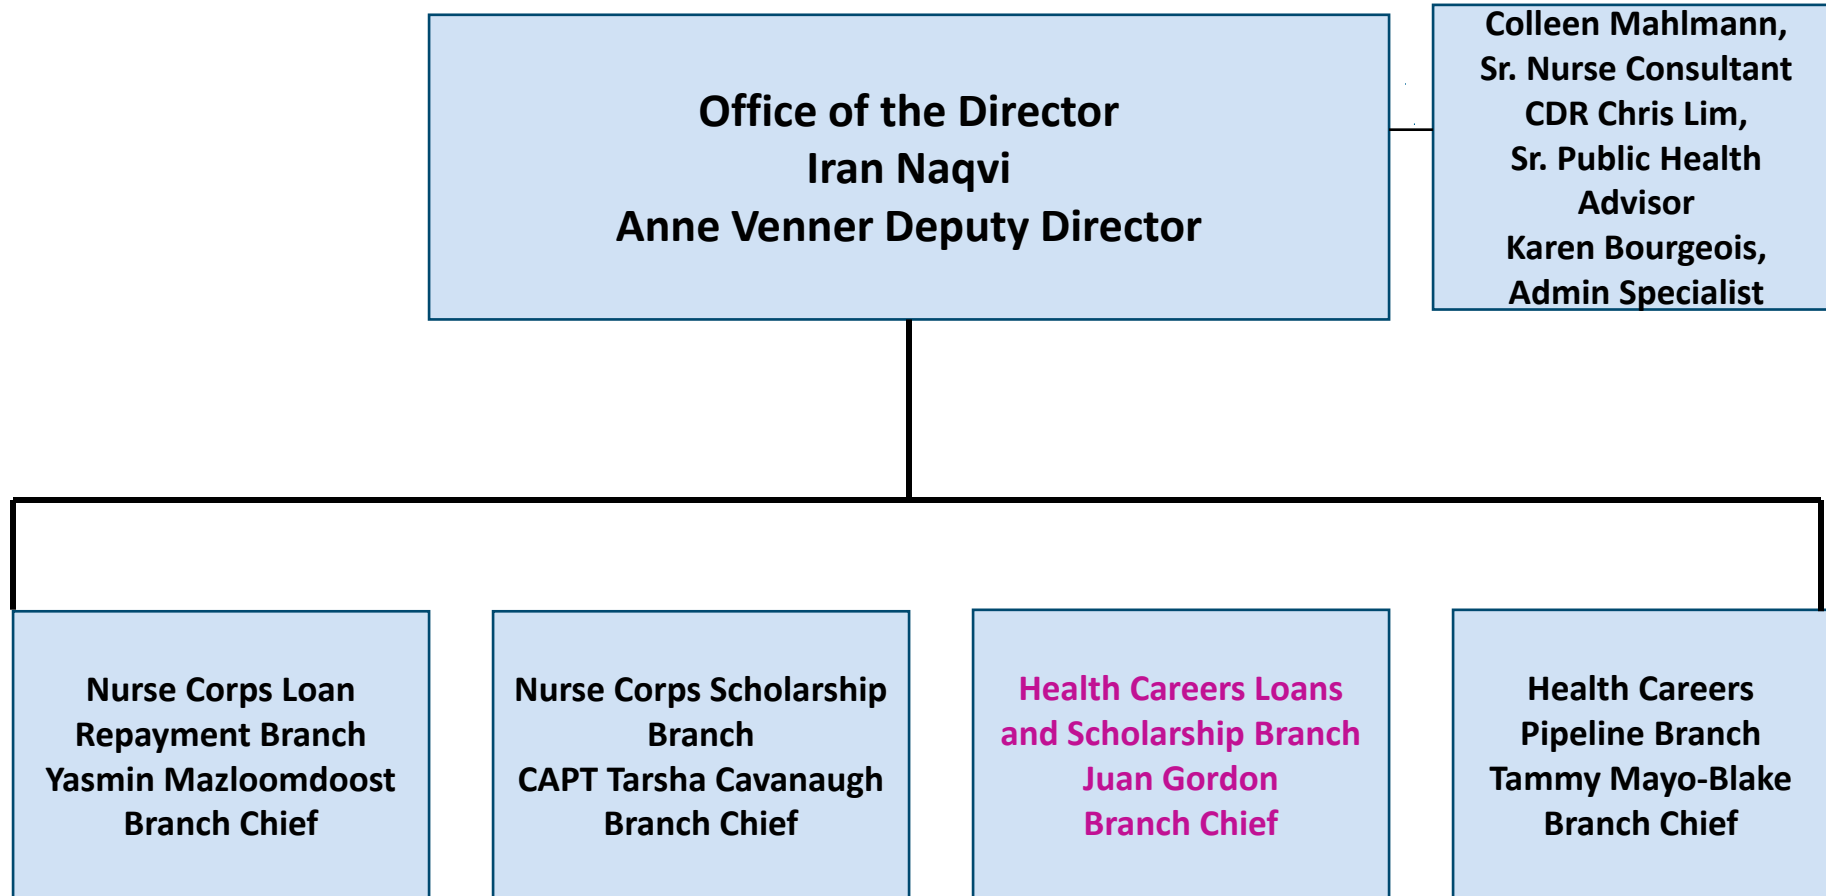 Office of the Director
Iran Naqvi
Anne Venner Deputy Director
Colleen Mahlmann,
Sr. Nurse Consultant
CDR Chris Lim,
Sr. Public Health
Advisor
Karen Bourgeois,
Admin Specialist
Nurse Corps Loan
Repayment Branch
Yasmin Mazloomdoost
Branch Chief
Nurse Corps Scholarship
Branch
CAPT Tarsha Cavanaugh
Branch Chief
Health Careers Loans
and Scholarship Branch
Juan Gordon
Branch Chief
Health Careers
Pipeline Branch
Tammy Mayo-Blake
Branch Chief